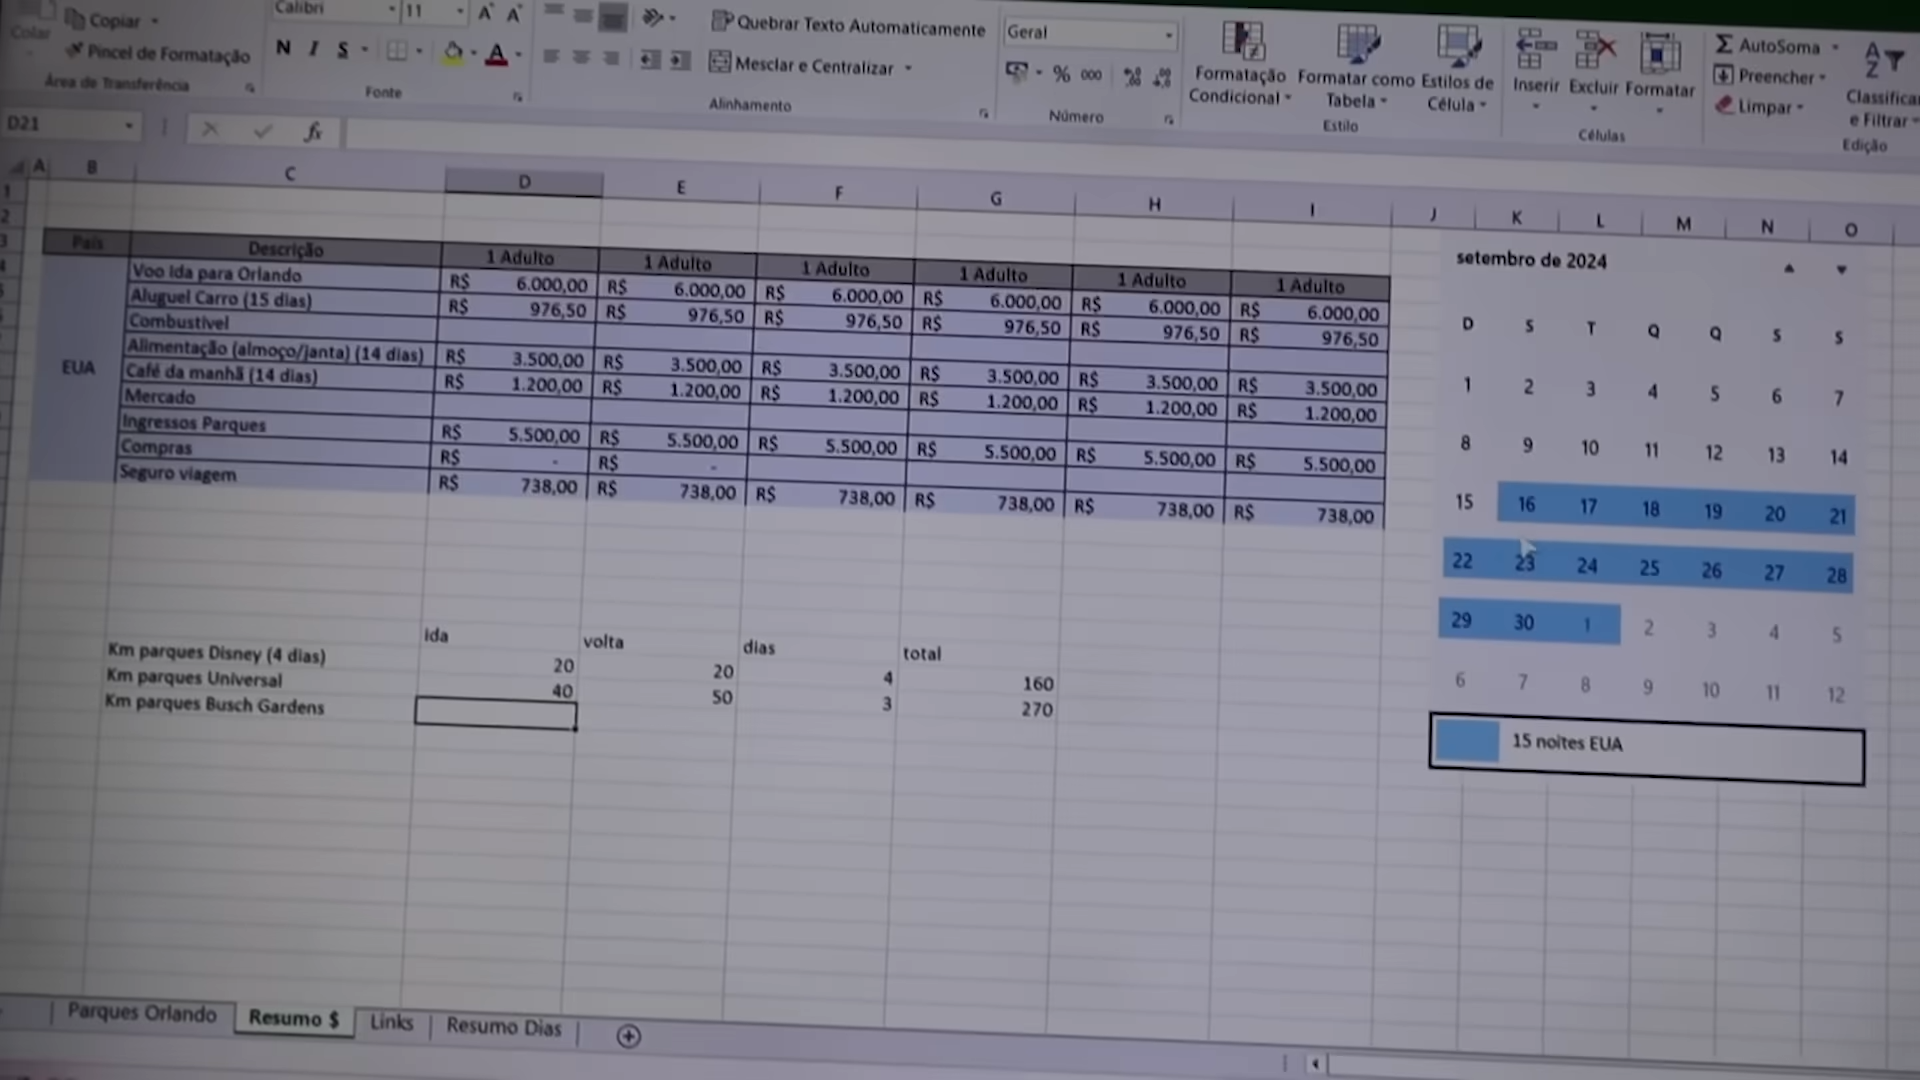 Colar
Copiar
Pincel de Formatação
Área de Transferência
Calibri 11
N I S
Fonte
Quebrar Texto Automaticamente
Mesclar e Centralizar
Alinhamento
Geral
% 000
Número
Formatação Condicional
Formatar como Tabela
Estilos de Célula
Estilo
Inserir Excluir Formatar
Células
AutoSoma
Preencher
Limpar
Classificar
e Filtrar
Edição
D21 fx
A B C D E F G H I J K L M N O
1
2
3
País Descrição 1 Adulto 1 Adulto 1 Adulto 1 Adulto 1 Adulto 1 Adulto
Voo ida para Orlando R$ 6.000,00 R$ 6.000,00 R$ 6.000,00 R$ 6.000,00 R$ 6.000,00 R$ 6.000,00
Aluguel Carro (15 dias) R$ 976,50 R$ 976,50 R$ 976,50 R$ 976,50 R$ 976,50 R$ 976,50
Combustível
Alimentação (almoço/janta) (14 dias) R$ 3.500,00 R$ 3.500,00 R$ 3.500,00 R$ 3.500,00 R$ 3.500,00 R$ 3.500,00
EUA Café da manhã (14 dias) R$ 1.200,00 R$ 1.200,00 R$ 1.200,00 R$ 1.200,00 R$ 1.200,00 R$ 1.200,00
Mercado
Ingressos Parques R$ 5.500,00 R$ 5.500,00 R$ 5.500,00 R$ 5.500,00 R$ 5.500,00 R$ 5.500,00
Compras R$ - R$ -
Seguro viagem R$ 738,00 R$ 738,00 R$ 738,00 R$ 738,00 R$ 738,00 R$ 738,00
setembro de 2024
D S T Q Q S S
1 2 3 4 5 6 7
8 9 10 11 12 13 14
15 16 17 18 19 20 21
22 23 24 25 26 27 28
29 30 1 2 3 4 5
6 7 8 9 10 11 12
15 noites EUA
ida volta dias total
Km parques Disney (4 dias) 20 20 4 160
Km parques Universal 40 50 3 270
Km parques Busch Gardens
Parques Orlando Resumo $ Links Resumo Dias